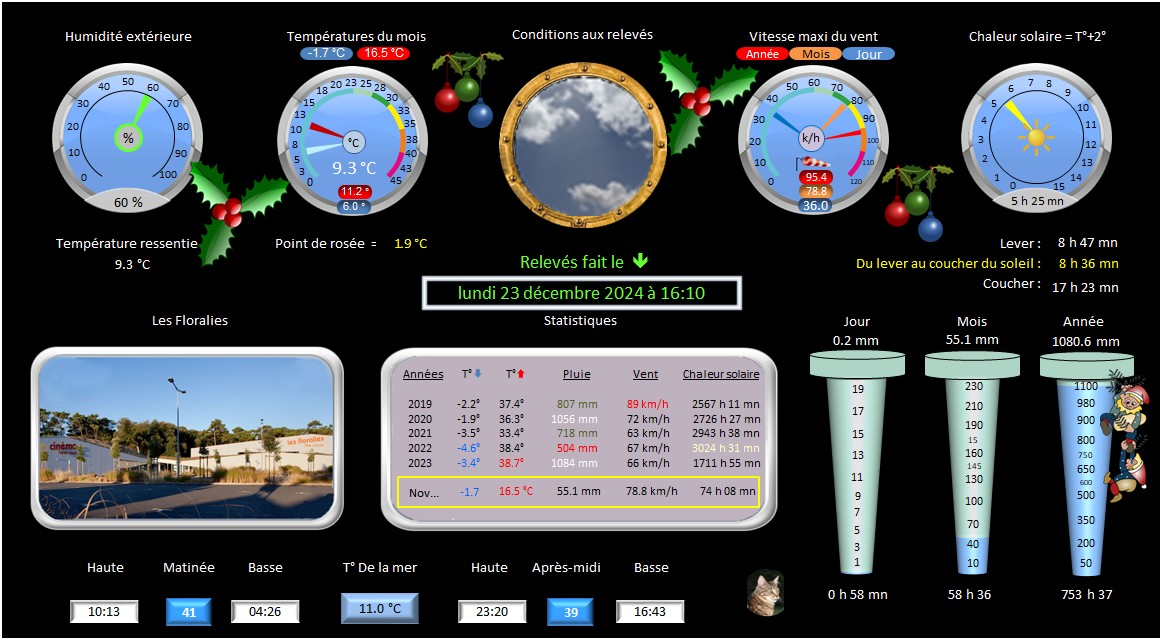 Humidité extérieure
Températures du mois
-1.7 °C 16.5 °C
Conditions aux relevés
Vitesse maxi du vent
Année Mois Jour
Chaleur solaire = T°+2°
0 10 20 30 40 50 60 70 80 90 100
%
60 %
0 3 5 8 10 13 15 18 20 23 25 28 30 33 35 38 40 43 45
°C
9.3 °C
11.2 °
6.0 °
0 10 20 30 40 50 60 70 80 90 100 110 120
k/h
95.4
78.8
36.0
0 1 2 3 4 5 6 7 8 9 10 11 12 13 14 15
5 h 25 mn
Température ressentie
9.3 °C
Point de rosée = 1.9 °C
Relevés fait le
lundi 23 décembre 2024 à 16:10
Lever : 8 h 47 mn
Du lever au coucher du soleil : 8 h 36 mn
Coucher : 17 h 23 mn
Les Floralies
cinéma
les floralies
Statistiques
Années T° T° Pluie Vent Chaleur solaire
2019 -2.2° 37.4° 807 mm 89 km/h 2567 h 11 mn
2020 -1.9° 36.3° 1056 mm 72 km/h 2726 h 27 mn
2021 -3.5° 33.4° 718 mm 63 km/h 2943 h 38 mn
2022 -4.6° 38.4° 504 mm 67 km/h 3024 h 31 mn
2023 -3.4° 38.7° 1084 mm 66 km/h 1711 h 55 mn
Nov... -1.7 16.5 °C 55.1 mm 78.8 km/h 74 h 08 mn
Jour
0.2 mm
19
17
15
13
11
9
7
5
3
1
0 h 58 mn
Mois
55.1 mm
230
210
190
15
160
145
130
100
70
40
10
58 h 36
Année
1080.6 mm
1100
980
900
800
750
650
600
500
350
200
50
753 h 37
Haute Matinée Basse
10:13 41 04:26
T° De la mer
11.0 °C
Haute Après-midi Basse
23:20 39 16:43